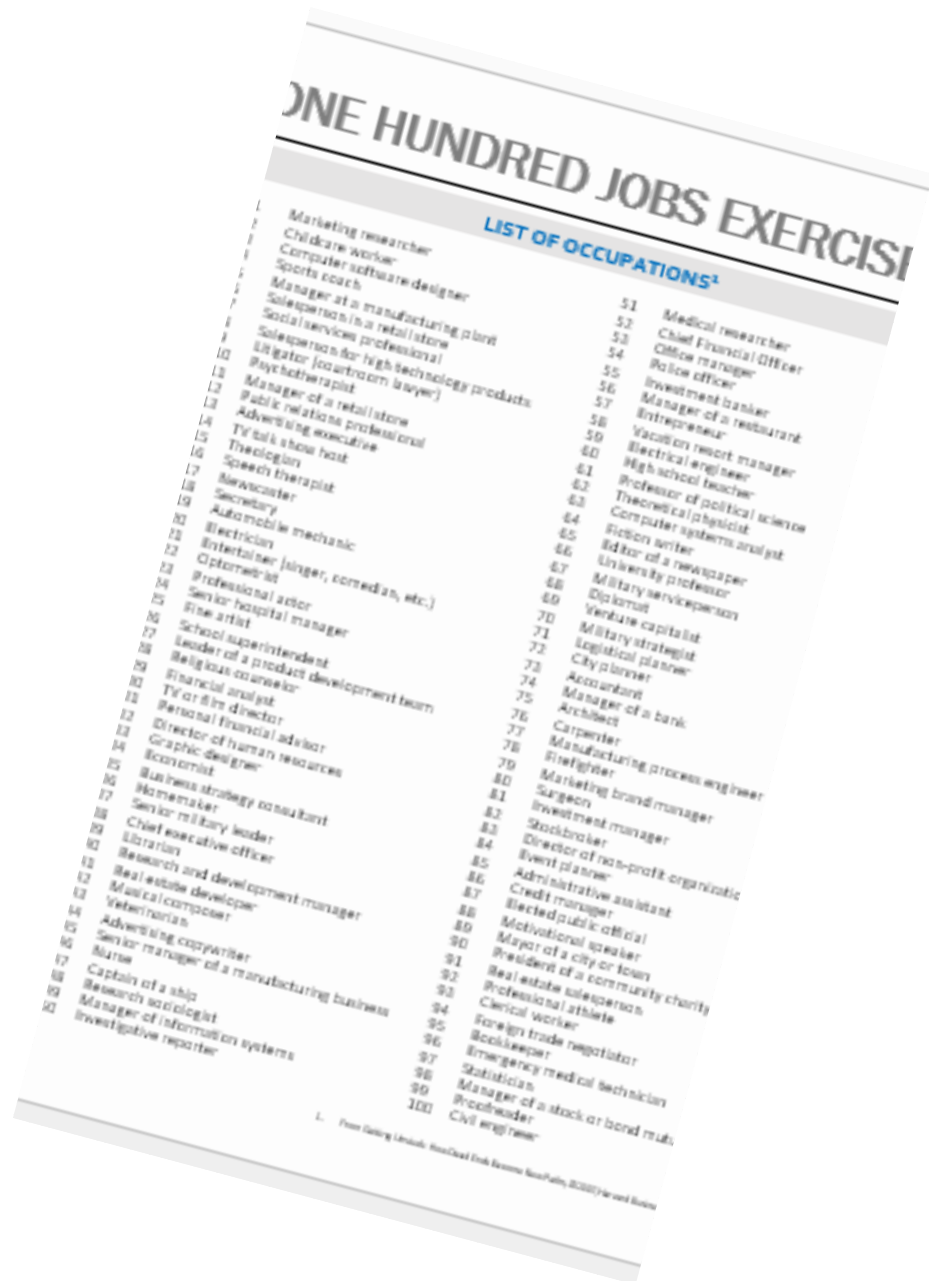 ONE HUNDRED JOBS EXERCISE
LIST OF OCCUPATIONS¹
Marketing researcher
Childcare worker
Computer software designer
Sports coach
Manager at a manufacturing plant
Salesperson in a retail store
Social services professional
Salesperson for high technology products
Litigator (courtroom lawyer)
Psychotherapist
Manager of a retail store
Public relations professional
Advertising executive
TV talk show host
Theologian
Speech therapist
Newscaster
Secretary
Automobile mechanic
Electrician
Entertainer (singer, comedian, etc.)
Optometrist
Professional actor
Senior hospital manager
Fine artist
School superintendent
Leader of a product development team
Religious counselor
Financial analyst
TV or film director
Personal financial advisor
Director of human resources
Graphic designer
Economist
Business strategy consultant
Homemaker
Senior military leader
Chief executive officer
Librarian
Research and development manager
Real estate developer
Musical composer
Veterinarian
Advertising copywriter
Senior manager of a manufacturing business
Nurse
Captain of a ship
Research sociologist
Manager of information systems
Investigative reporter
51 Medical researcher
52 Chief Financial Officer
53 Office manager
54 Police officer
55 Investment banker
56 Manager of a restaurant
57 Entrepreneur
58 Vacation resort manager
59 Electrical engineer
60 High school teacher
61 Professor of political science
62 Theoretical physicist
63 Computer systems analyst
64 Fiction writer
65 Editor of a newspaper
66 University professor
67 Military serviceperson
68 Diplomat
69 Venture capitalist
70 Military strategist
71 Logistical planner
72 City planner
73 Accountant
74 Manager of a bank
75 Architect
76 Carpenter
77 Manufacturing process engineer
78 Firefighter
79 Marketing brand manager
80 Surgeon
81 Investment manager
82 Stockbroker
83 Director of non-profit organizatio
84 Event planner
85 Administrative assistant
86 Credit manager
87 Elected public official
88 Motivational speaker
89 Mayor of a city or town
90 President of a community charity
91 Real estate salesperson
92 Professional athlete
93 Clerical worker
94 Foreign trade negotiator
95 Bookkeeper
96 Emergency medical technician
97 Statistician
98 Manager of a stock or bond mutu
99 Proofreader
100 Civil engineer
1. From Getting Unstuck: How Dead Ends Become New Paths,